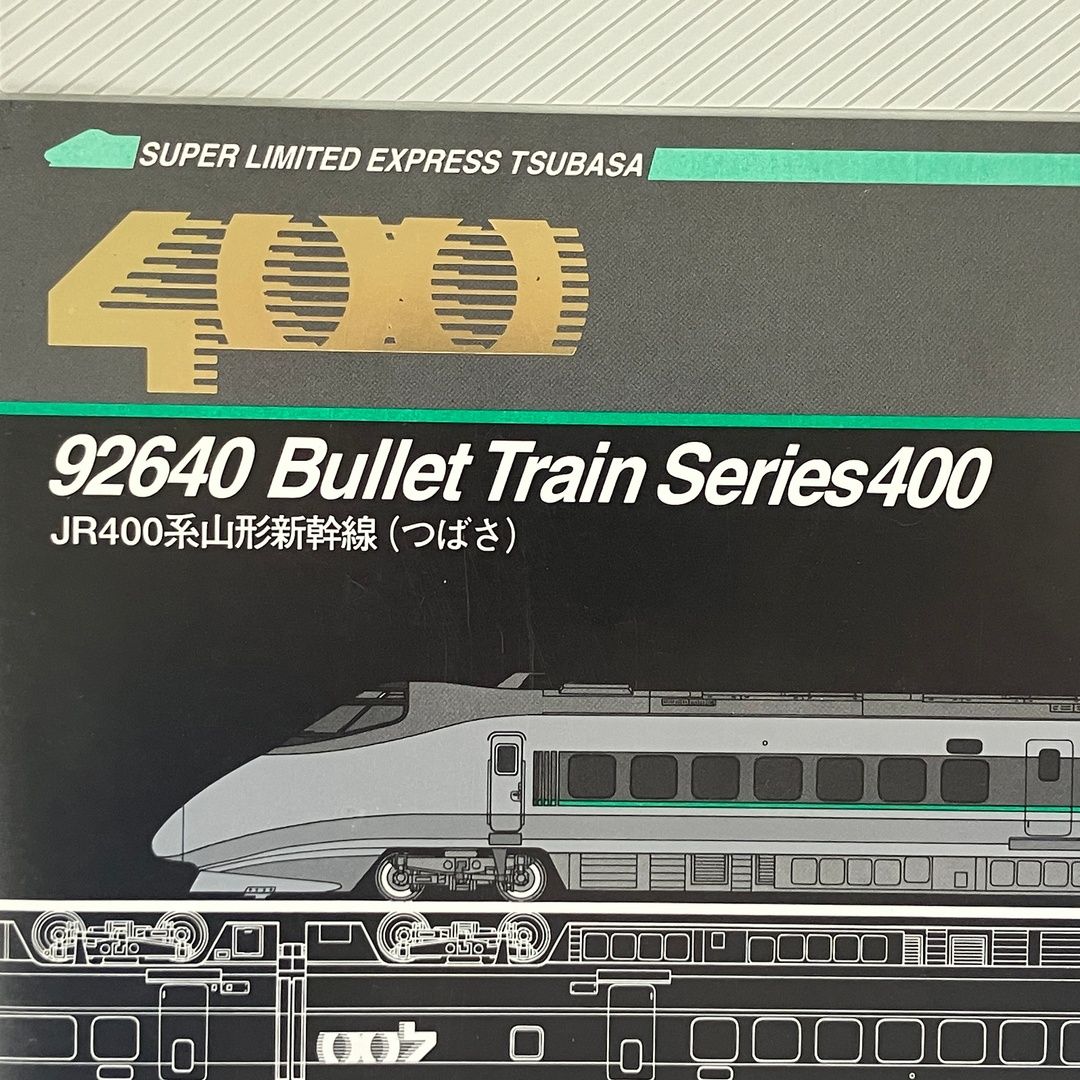 SUPER LIMITED EXPRESS TSUBASA
400
92640 Bullet Train Series400
JR400系山形新幹線(つばさ)
400